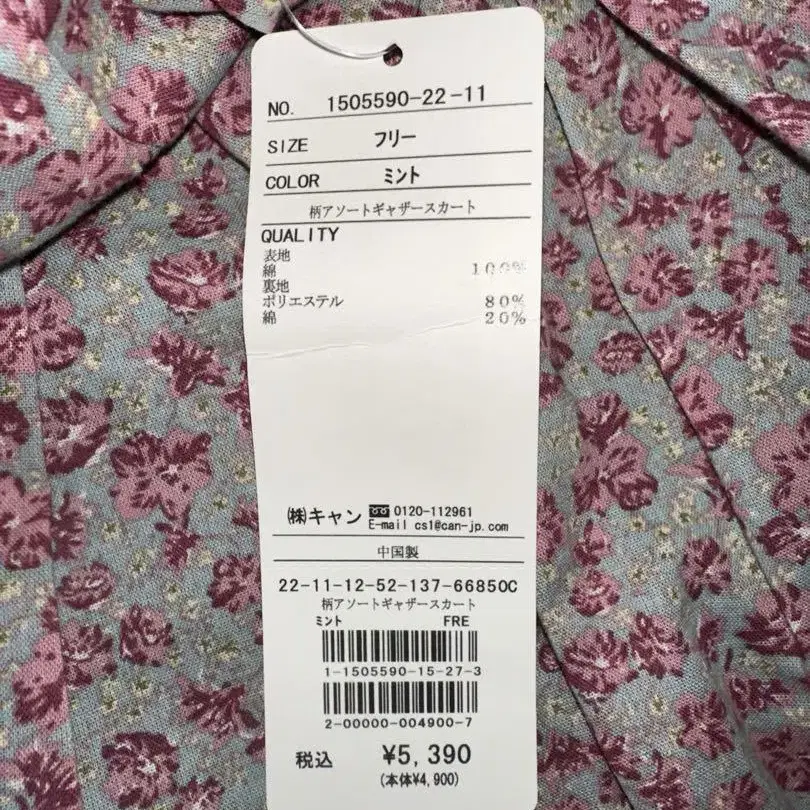 NO. 1505590-22-11
SIZE フリー
COLOR ミント
柄アソートギャザースカート
QUALITY
表地
綿 100%
裏地
ポリエステル 80%
綿 20%
㈱キャン 0120-112961
E-mail cs1@can-jp.com
中国製
22-11-12-52-137-66850C
柄アソートギャザースカート
ミント FRE
1-1505590-15-27-3
2-00000-004900-7
税込 ¥5,390
(本体¥4,900)